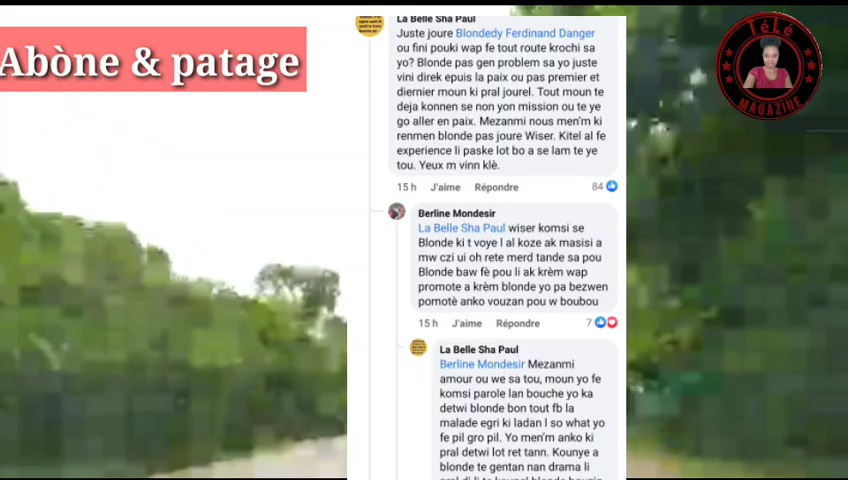 Abòne & patage
TéLé
MAGAZINE
La Belle Sha Paul
Juste joure Blondedy Ferdinand Danger
ou fini pouki wap fe tout route krochi sa
yo? Blonde pas gen problem sa yo juste
vini direk epuis la paix ou pas premier et
diernier moun ki pral jourel. Tout moun te
deja konnen se non yon mission ou te ye
go aller en paix. Mezanmi nous men'm ki
renmen blonde pas joure Wiser. Kitel al fe
experience li paske lot bo a se lam te ye
tou. Yeux m vinn klè.
15 h J'aime Répondre 84
Berline Mondesir
La Belle Sha Paul wiser komsi se
Blonde ki t voye l al koze ak masisi a
mw czi ui oh rete merd tande sa pou
Blonde baw fè pou li ak krèm wap
promote a krèm blonde yo pa bezwen
pomotè anko vouzan pou w boubou
15 h J'aime Répondre 7
La Belle Sha Paul
Berline Mondesir Mezanmi
amour ou we sa tou, moun yo fe
komsi parole lan bouche yo ka
detwi blonde bon tout fb la
malade egri ki ladan l so what yo
fe pil gro pil. Yo men'm anko ki
pral detwi lot ret tann. Kounye a
blonde te gentan nan drama li